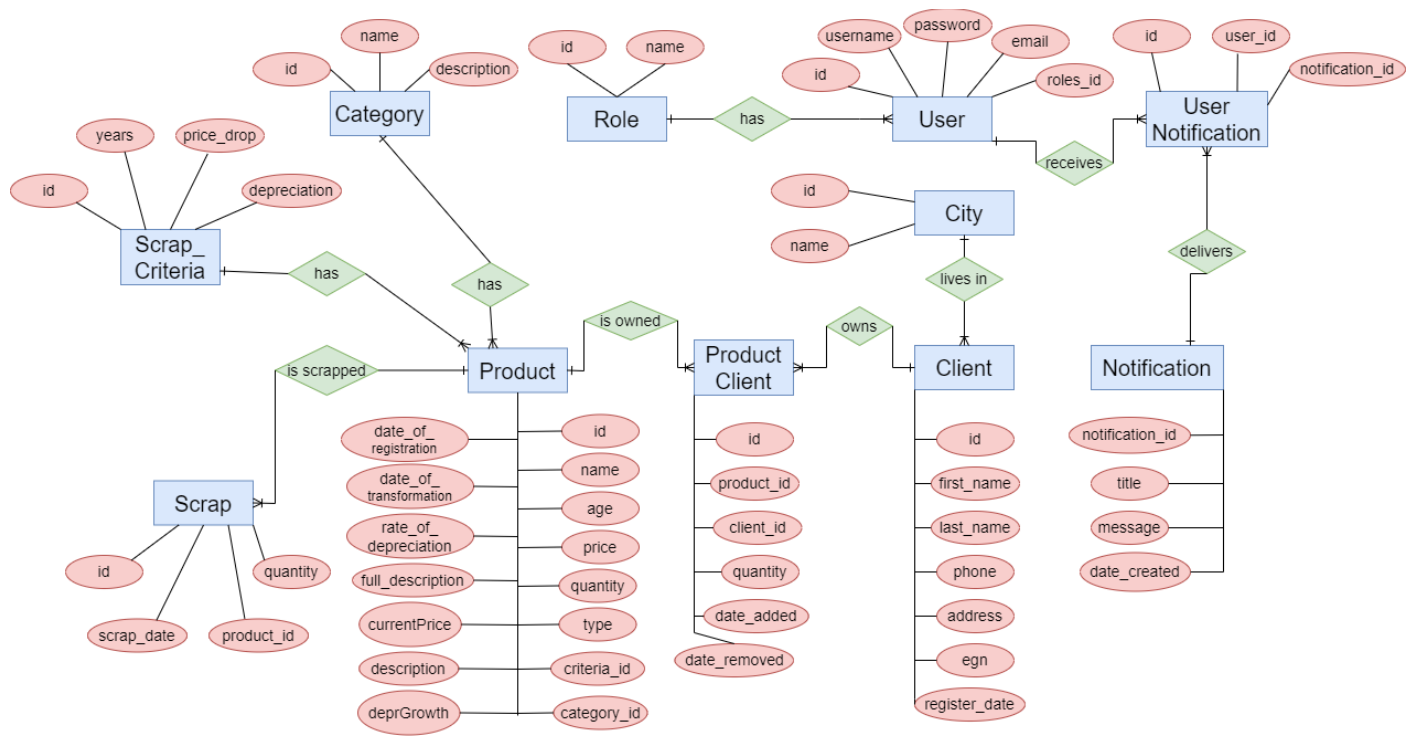 name
id
description
Category
id
name
Role
has
username
password
email
id
roles_id
User
id
user_id
notification_id
User
Notification
receives
years
price_drop
id
depreciation
Scrap_
Criteria
has
has
id
name
City
lives in
delivers
is scrapped
Product
is owned
Product
Client
owns
Client
Notification
date_of_
registration
date_of_
transformation
rate_of_
depreciation
full_description
currentPrice
description
deprGrowth
id
name
age
price
quantity
type
criteria_id
category_id
id
product_id
client_id
quantity
date_added
date_removed
id
first_name
last_name
phone
address
egn
register_date
notification_id
title
message
date_created
Scrap
id
quantity
scrap_date
product_id